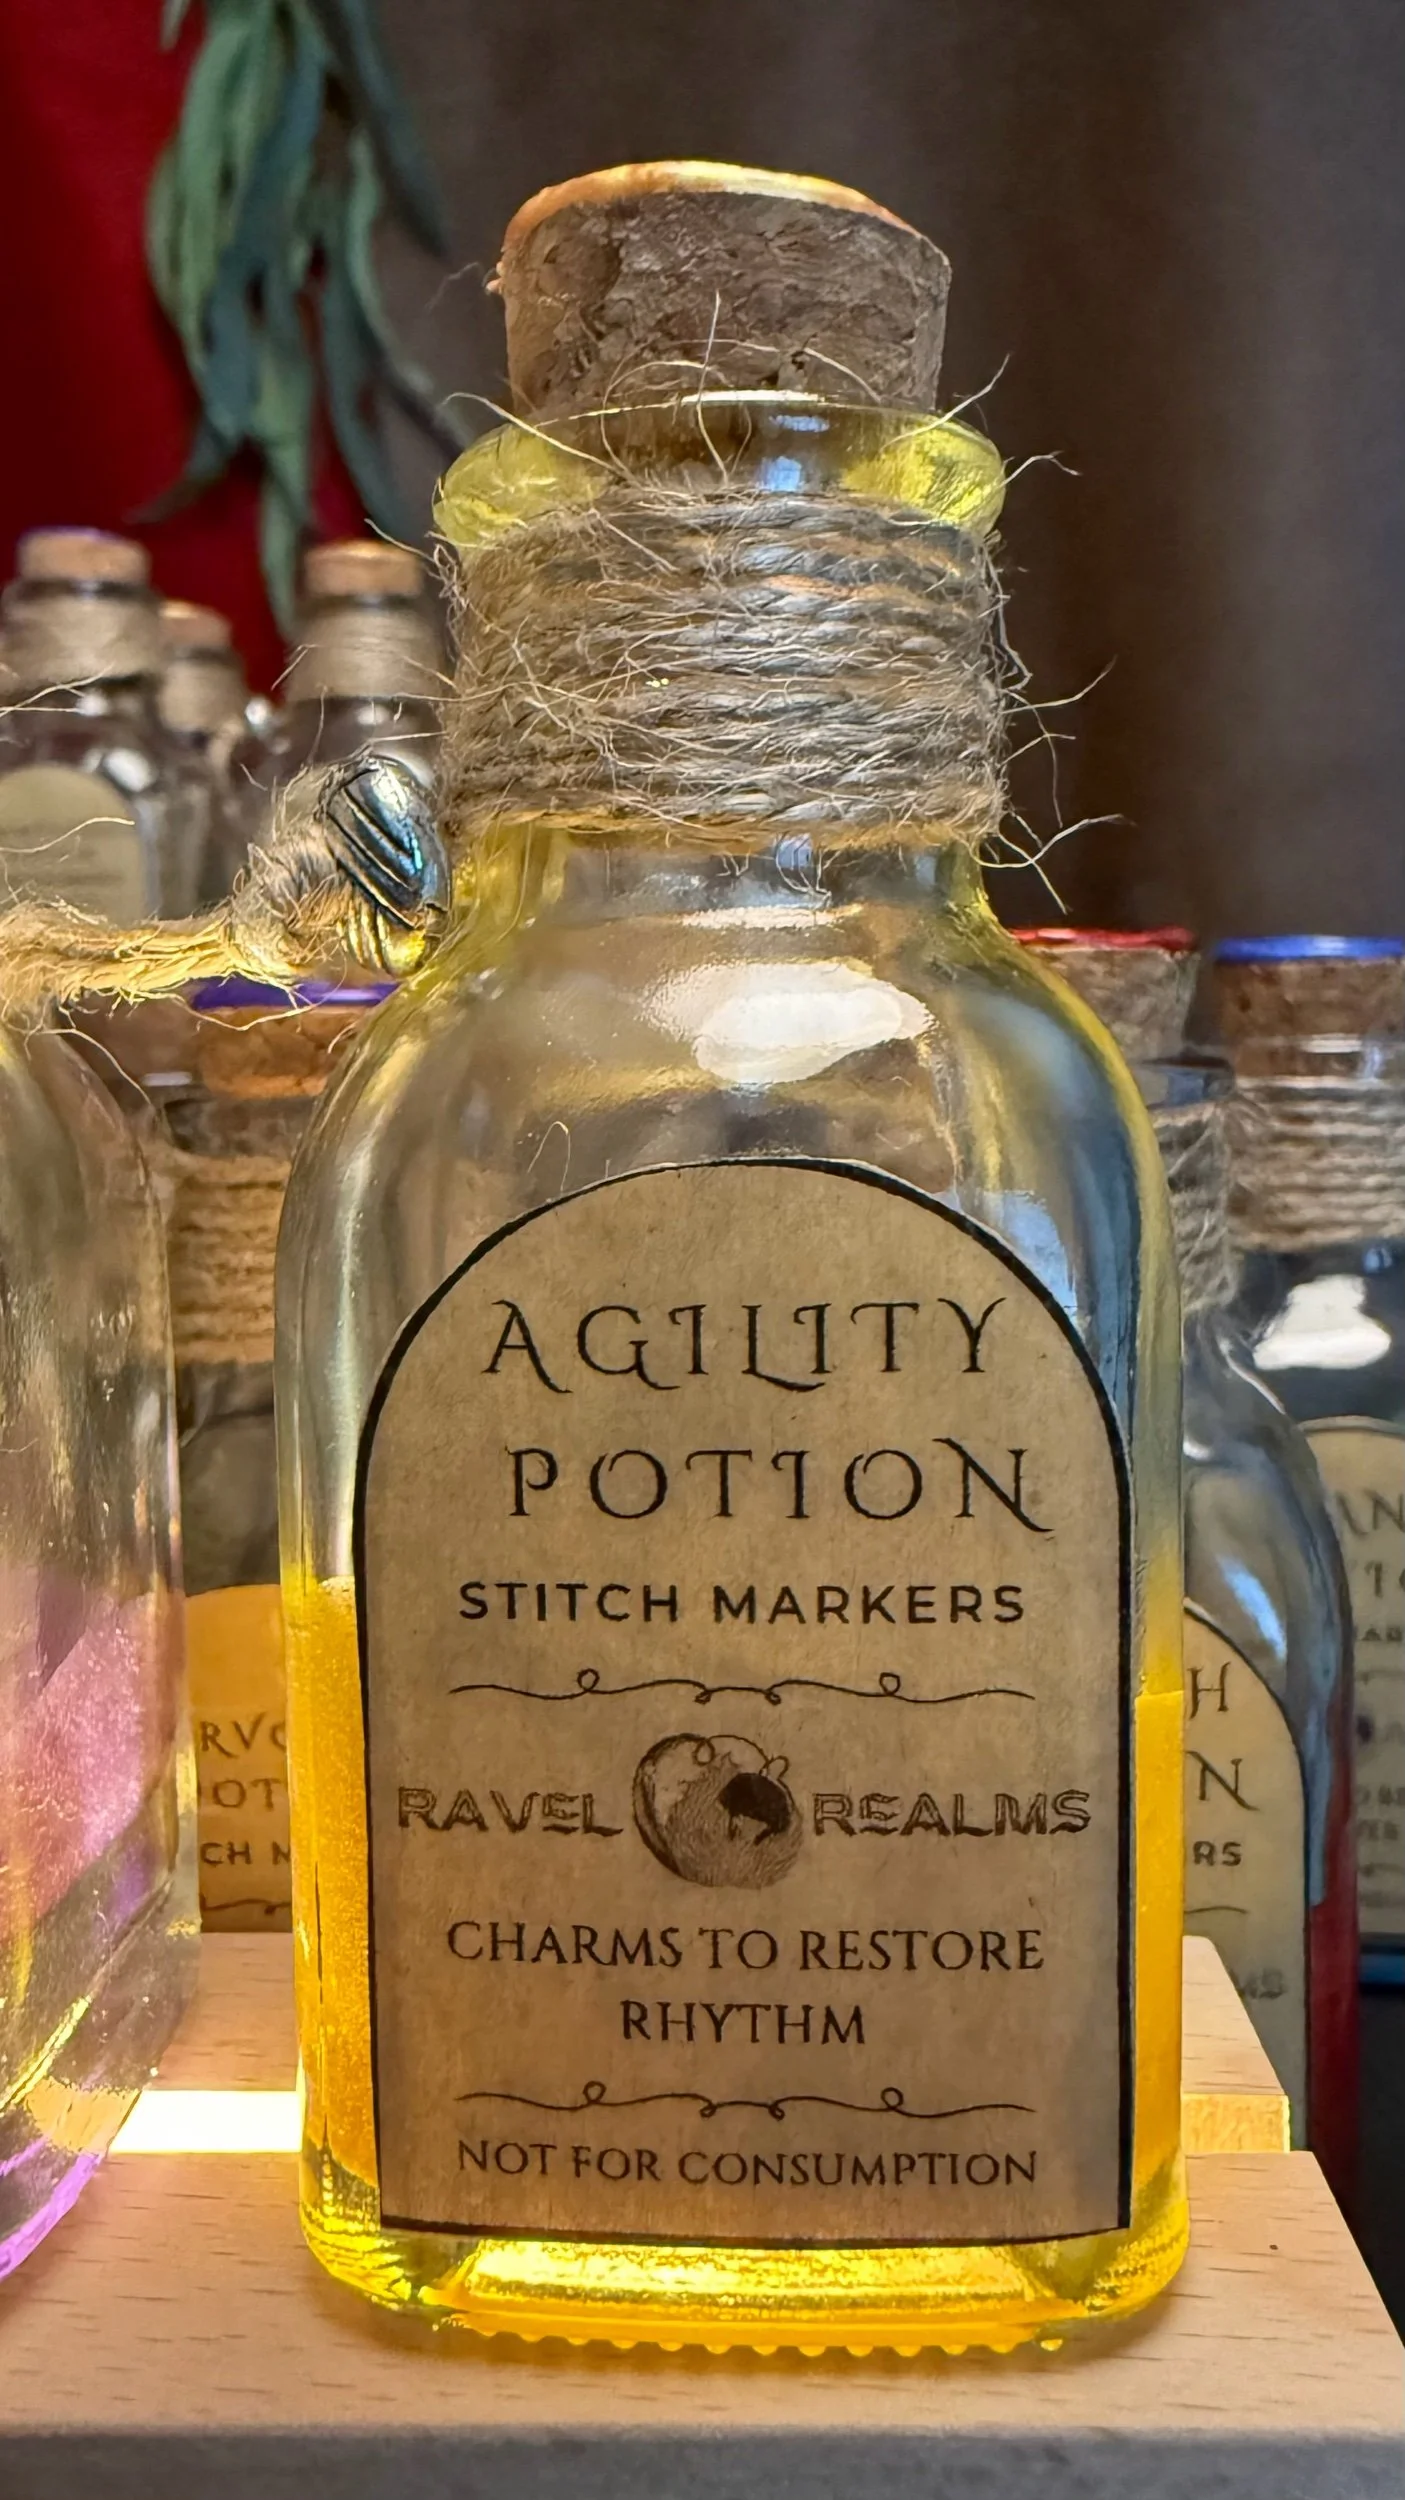 AGILITY
POTION
STITCH MARKERS
RAVEL REALMS
CHARMS TO RESTORE
RHYTHM
NOT FOR CONSUMPTION